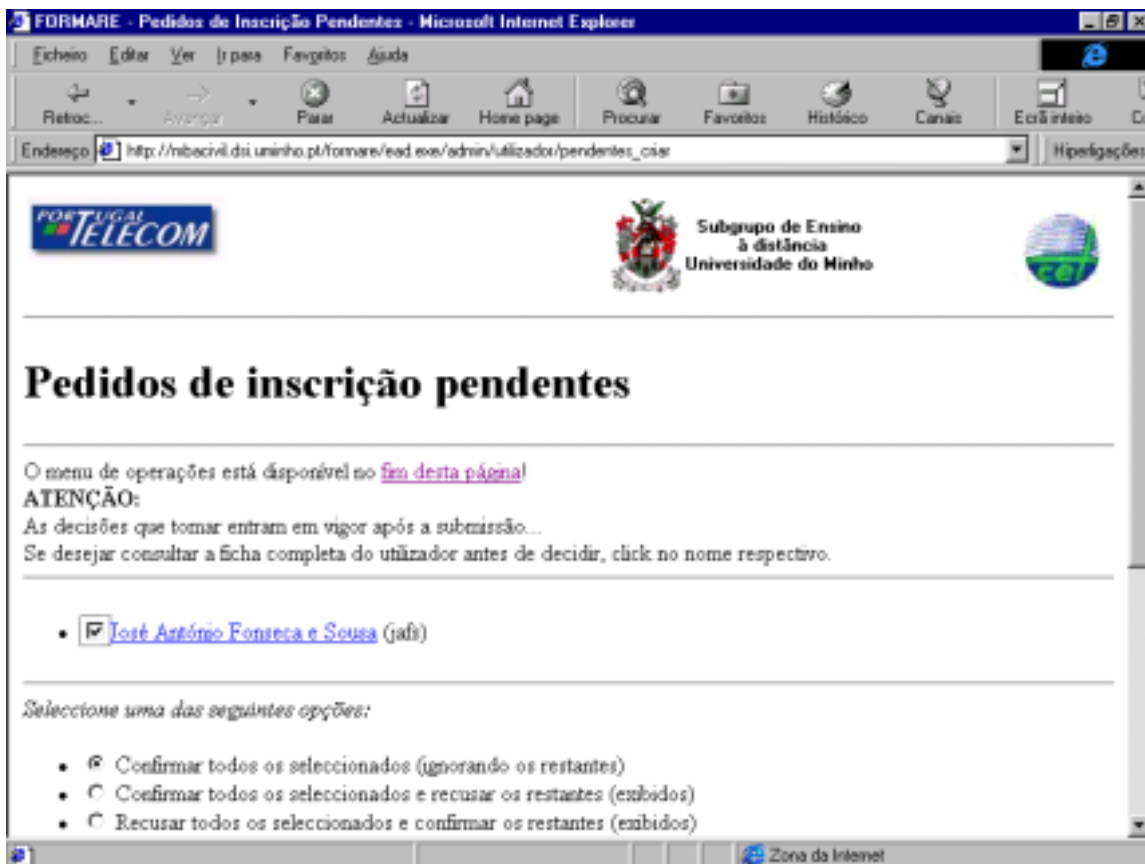 FORMARE - Pedidos de Inscrição Pendentes - Microsoft Internet Explorer
Ficheiro Editar Ver Ir para Favoritos Ajuda
Retroc... Avançar Parar Actualizar Home page Procurar Favoritos Histórico Canais Ecrã inteiro
Endereço http://mbacivil.dsi.uminho.pt/formare/ead.exe/admin/utilizador/pendentes_criar Hiperligações
PORTUGAL
TELECOM
Subgrupo de Ensino
à distância
Universidade do Minho
cet
Pedidos de inscrição pendentes
O menu de operações está disponível no fim desta página!
ATENÇÃO:
As decisões que tomar entram em vigor após a submissão...
Se desejar consultar a ficha completa do utilizador antes de decidir, click no nome respectivo.
José António Fonseca e Sousa (jafs)
Seleccione uma das seguintes opções:
Confirmar todos os seleccionados (ignorando os restantes)
Confirmar todos os seleccionados e recusar os restantes (exibidos)
Recusar todos os seleccionados e confirmar os restantes (exibidos)
Zona da Internet